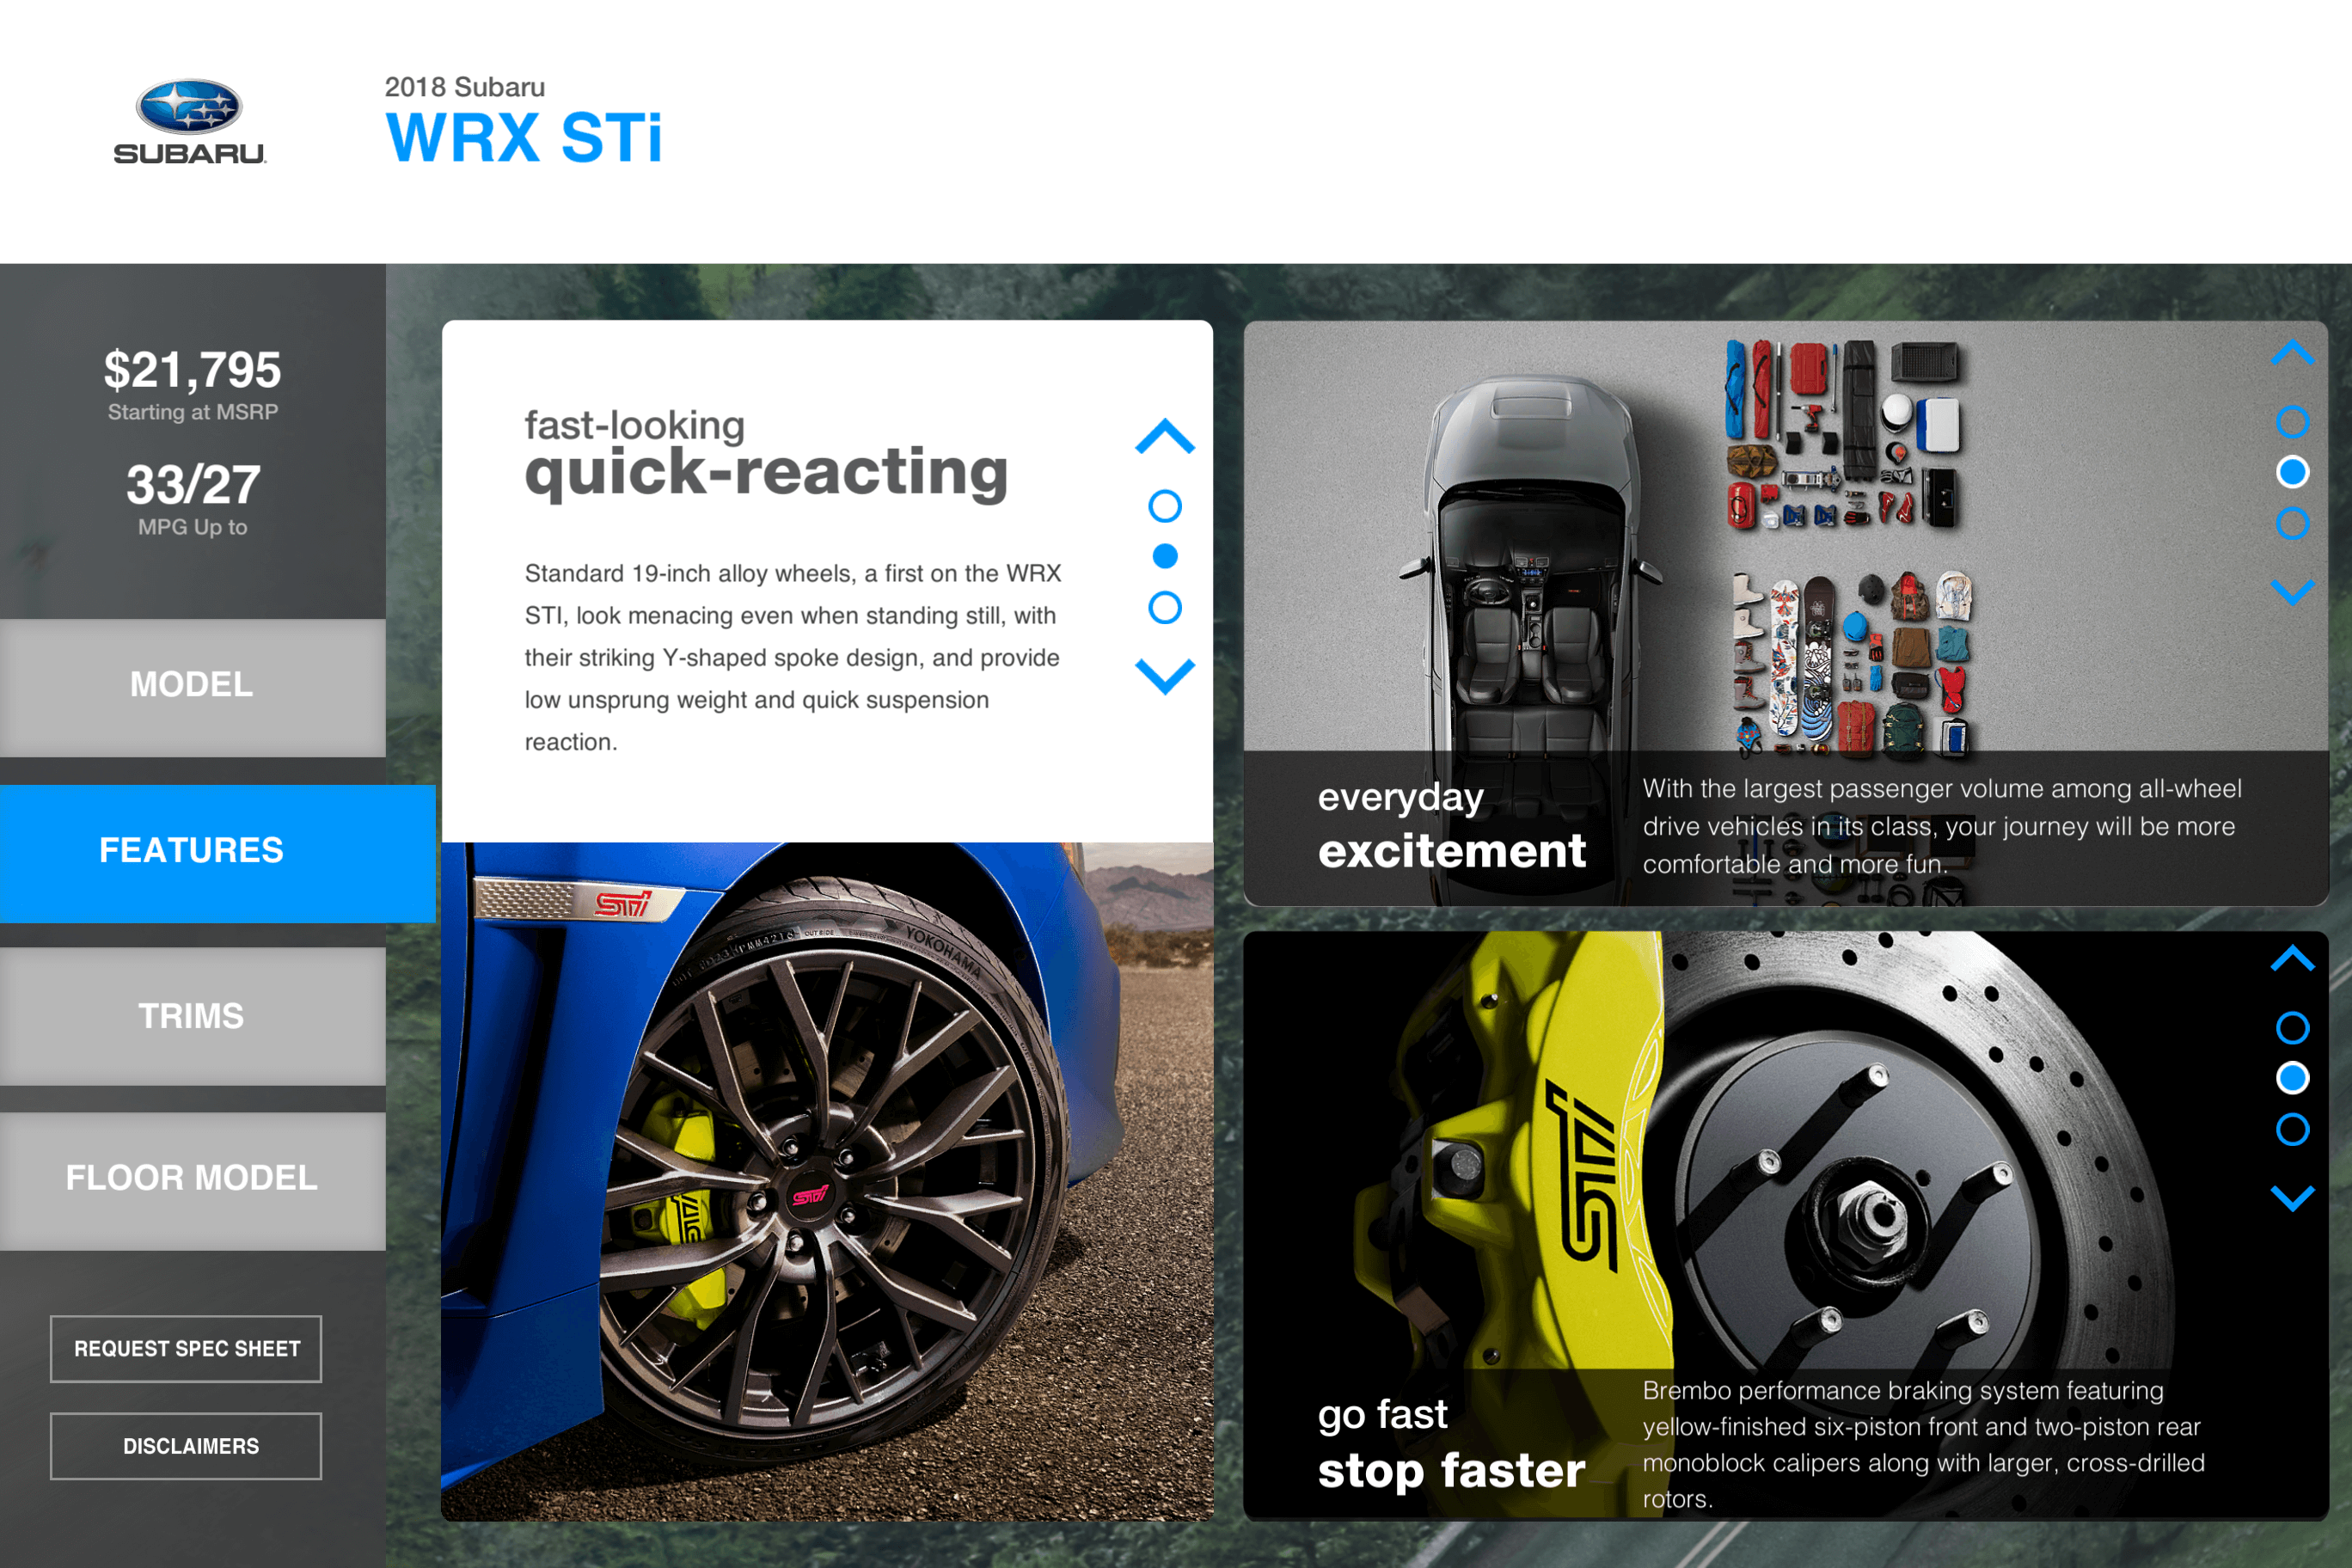 SUBARU
2018 Subaru
WRX STi
$21,795
Starting at MSRP
33/27
MPG Up to
MODEL
FEATURES
TRIMS
FLOOR MODEL
REQUEST SPEC SHEET
DISCLAIMERS
fast-looking
quick-reacting
Standard 19-inch alloy wheels, a first on the WRX
STI, look menacing even when standing still, with
their striking Y-shaped spoke design, and provide
low unsprung weight and quick suspension
reaction.
STI
OUTSIDE
YOKOHAMA
STI
STI
everyday
excitement
With the largest passenger volume among all-wheel
drive vehicles in its class, your journey will be more
comfortable and more fun.
STI
go fast
stop faster
Brembo performance braking system featuring
yellow-finished six-piston front and two-piston rear
monoblock calipers along with larger, cross-drilled
rotors.